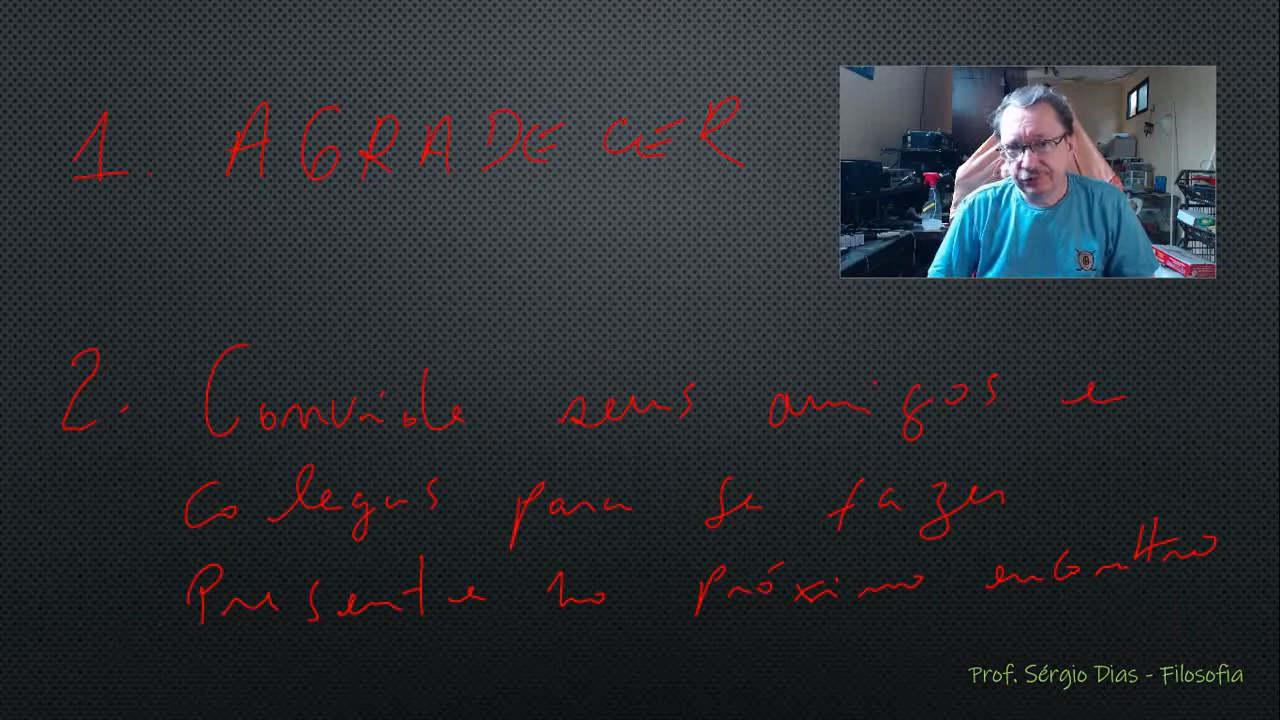 1. AGRADECER
2. Convide seus amigos e
colegas para se fazer
Presente no próximo encontro
Prof. Sérgio Dias - Filosofia